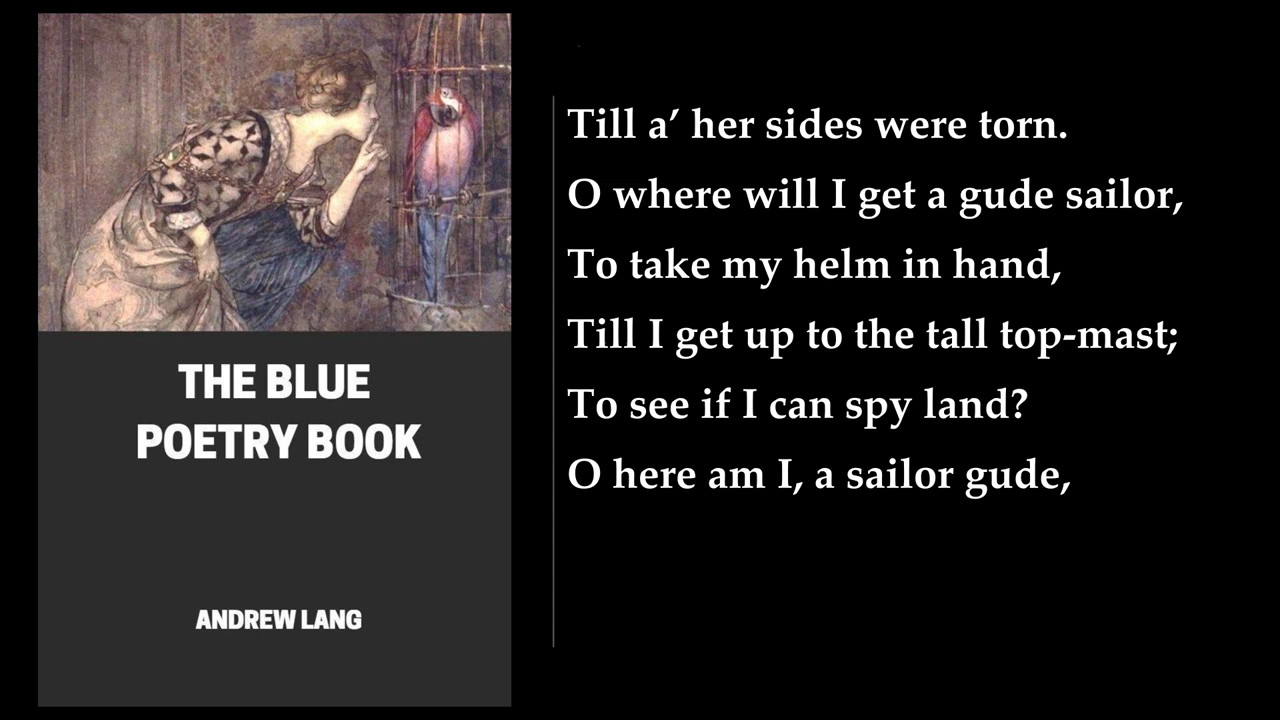 THE BLUE
POETRY BOOK
ANDREW LANG
Till a’ her sides were torn.
O where will I get a gude sailor,
To take my helm in hand,
Till I get up to the tall top-mast;
To see if I can spy land?
O here am I, a sailor gude,